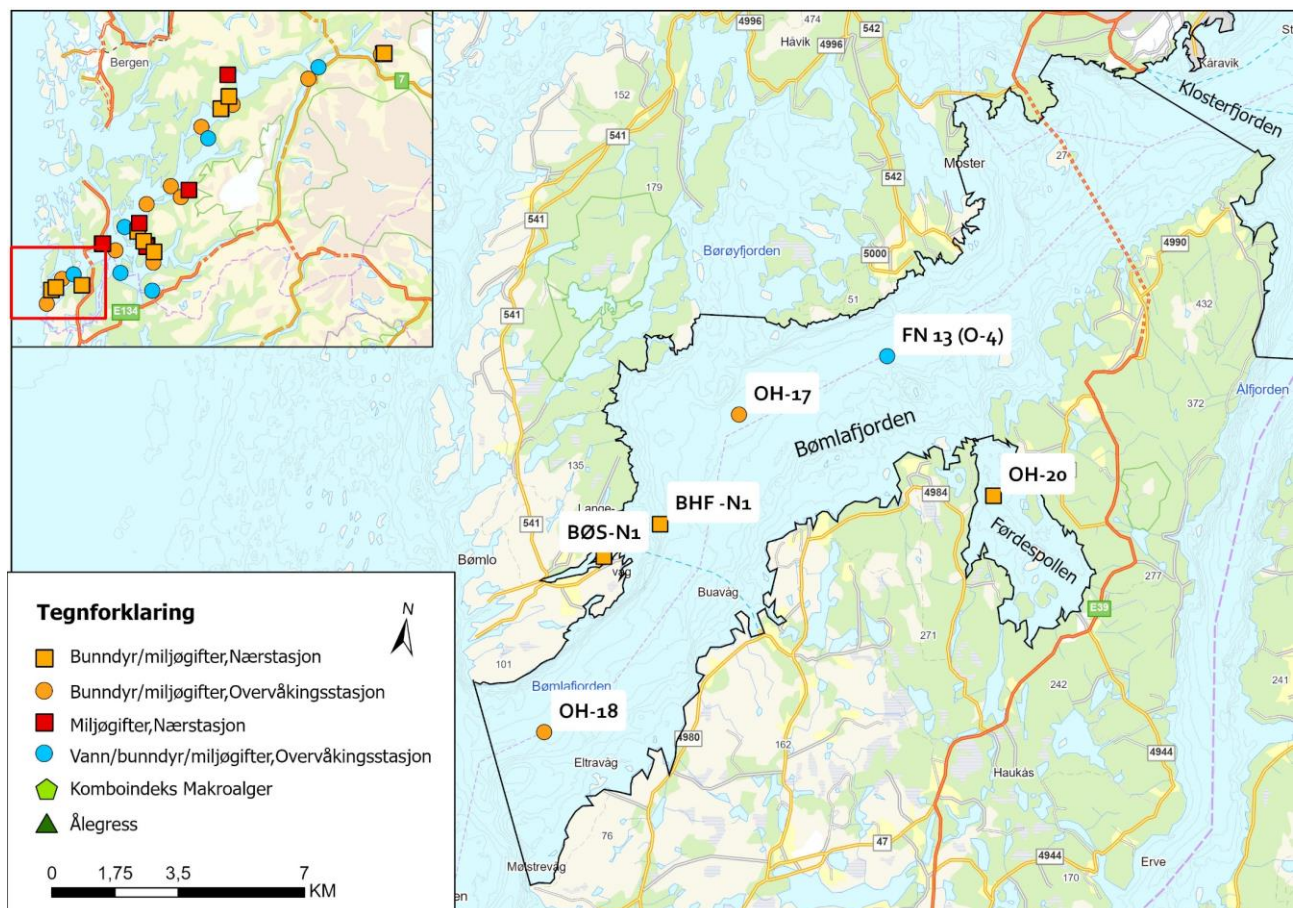 Bergen
7
E134
4996
474
Håvik
4996
542
Kåravik
Klosterfjorden
152
541
541
179
542
Moster
27
4990
Børøyfjorden
5000
51
432
541
FN 13 (O-4)
Ålfjorden
OH-17
372
Bømlafjorden
135
4984
OH-20
Lange-
BHF -N1
541
BØS-N1
våg
Bømlo
Førdespollen
277
Buavåg
E39
271
101
Bømlafjorden
242
241
OH-18
4980
162
4944
Eltravåg
Haukås
76
47
Mølstrevåg
4944
Erve
170
Tegnforklaring
N
Bunndyr/miljøgifter,Nærstasjon
Bunndyr/miljøgifter,Overvåkingsstasjon
Miljøgifter,Nærstasjon
Vann/bunndyr/miljøgifter,Overvåkingsstasjon
Komboindeks Makroalger
Ålegress
0 1,75 3,5 7
KM